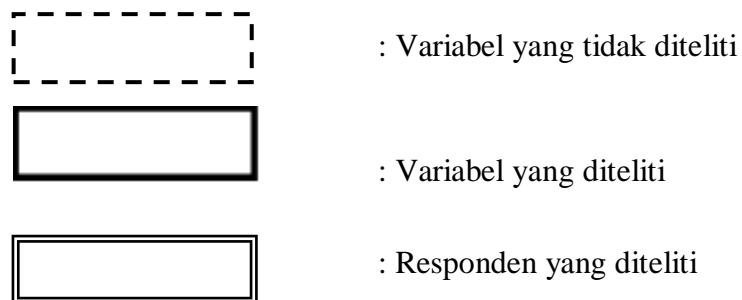 : Variabel yang tidak diteliti
: Variabel yang diteliti
: Responden yang diteliti